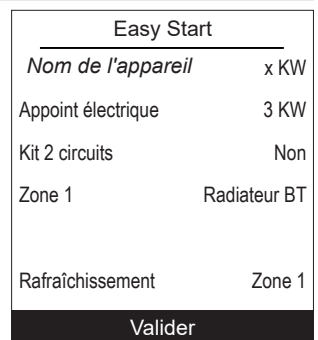 Easy Start
Nom de l'appareil x KW
Appoint électrique 3 KW
Kit 2 circuits Non
Zone 1 Radiateur BT
Rafraîchissement Zone 1
Valider